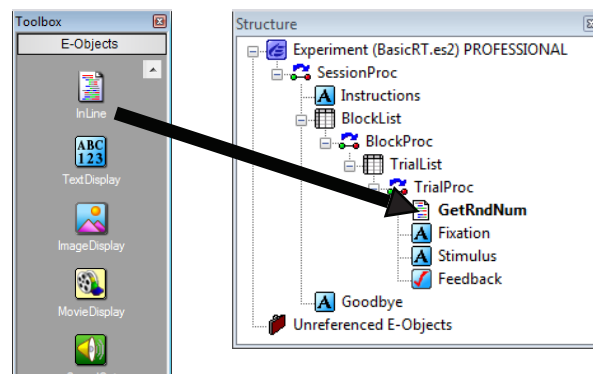 Toolbox
E-Objects
InLine
ABC
123
TextDisplay
ImageDisplay
MovieDisplay
Structure
Experiment (BasicRT.es2) PROFESSIONAL
SessionProc
A Instructions
BlockList
BlockProc
TrialList
TrialProc
GetRndNum
A Fixation
A Stimulus
Feedback
A Goodbye
Unreferenced E-Objects